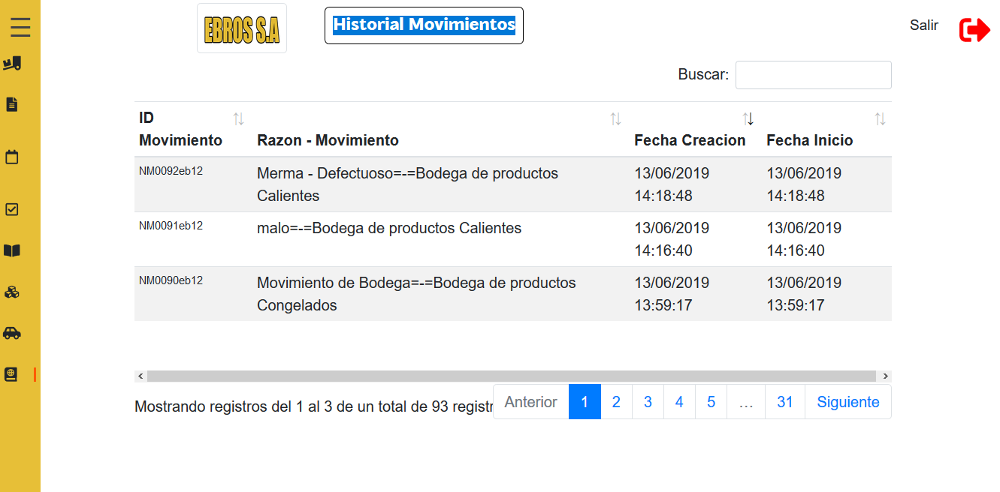 EBROS S.A
Historial Movimientos
Salir
Buscar:
ID
Movimiento
Razon - Movimiento
Fecha Creacion
Fecha Inicio
NM0092eb12
Merma - Defectuoso=-=Bodega de productos
Calientes
13/06/2019
14:18:48
13/06/2019
14:18:48
NM0091eb12
malo=-=Bodega de productos Calientes
13/06/2019
14:16:40
13/06/2019
14:16:40
NM0090eb12
Movimiento de Bodega=-=Bodega de productos
Congelados
13/06/2019
13:59:17
13/06/2019
13:59:17
Mostrando registros del 1 al 3 de un total de 93 registr
Anterior 1 2 3 4 5 … 31 Siguiente